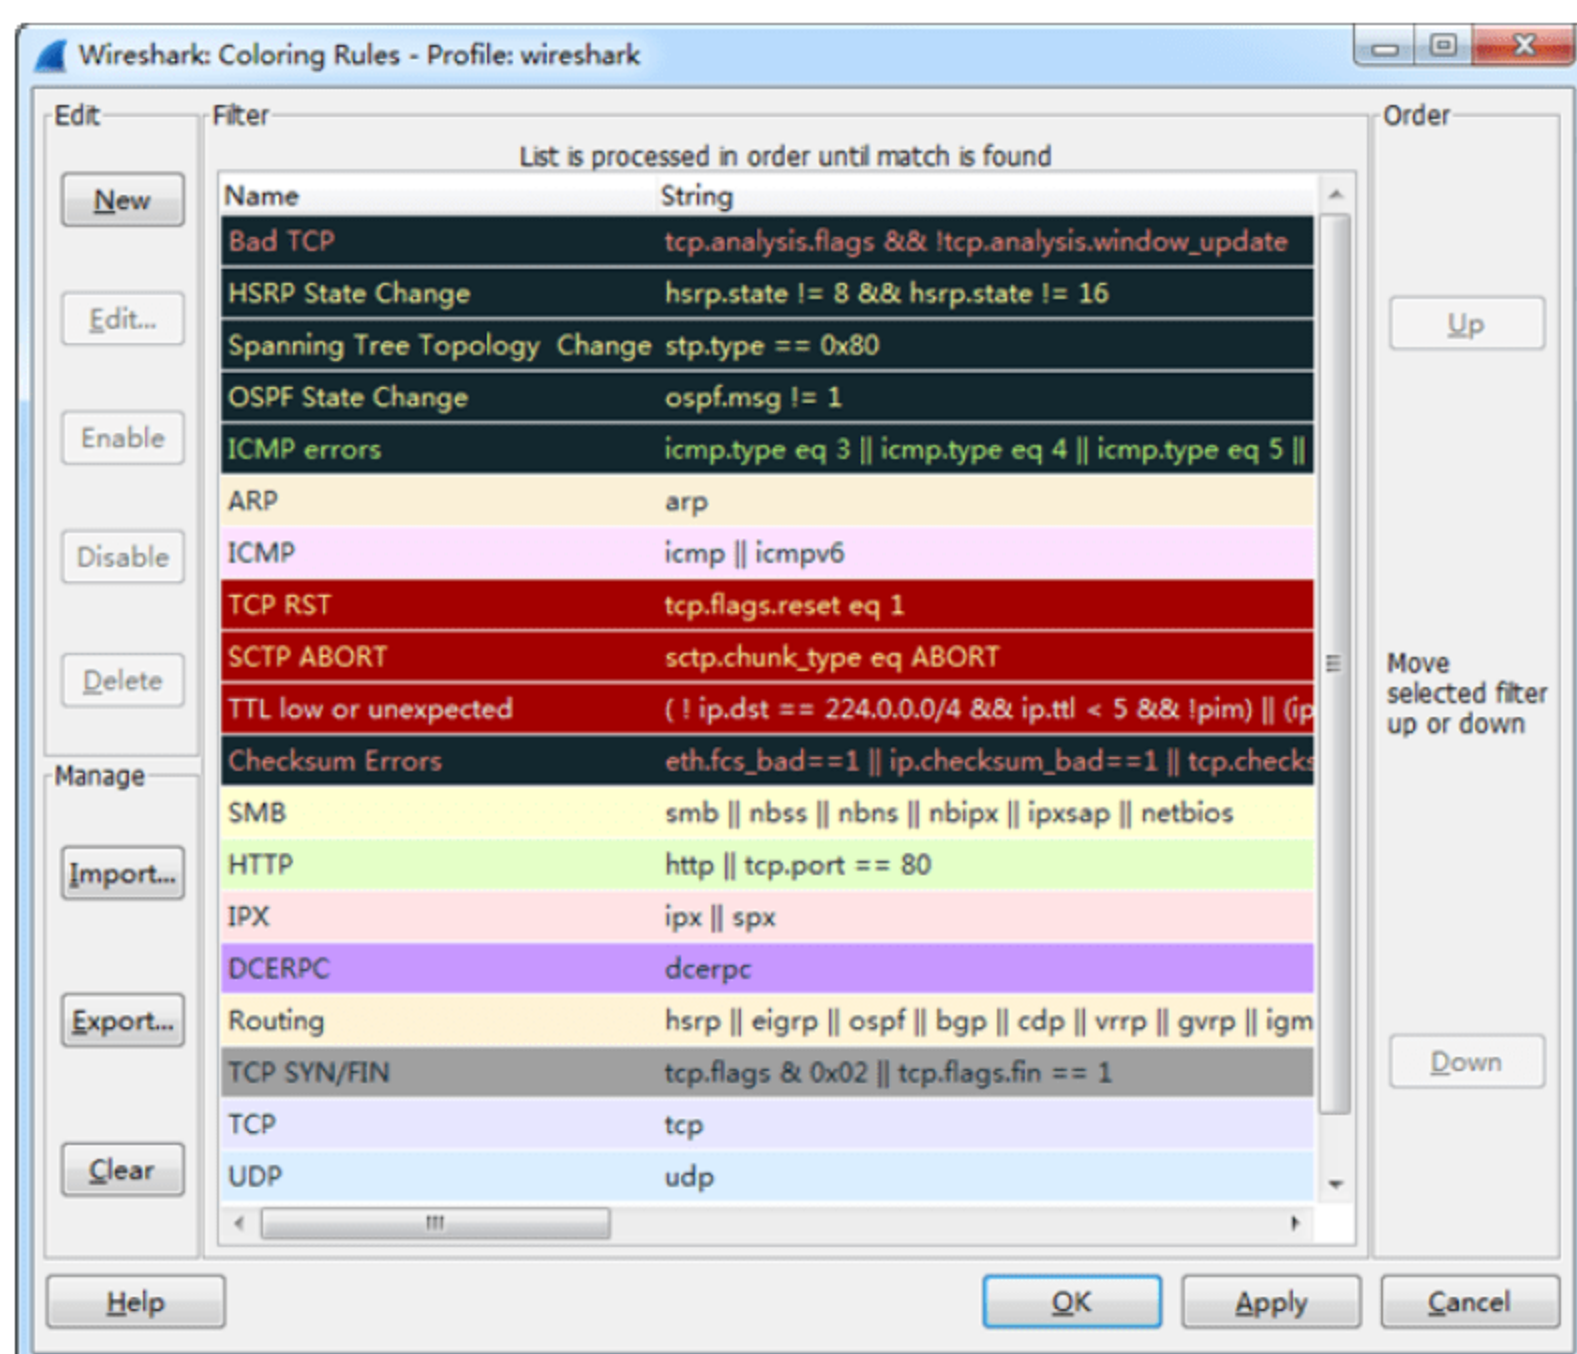 Wireshark: Coloring Rules - Profile: wireshark
Edit
Filter
Order
List is processed in order until match is found
New
Edit...
Enable
Disable
Delete
Manage
Import...
Export...
Clear
Name String
Bad TCP tcp.analysis.flags && !tcp.analysis.window_update
HSRP State Change hsrp.state != 8 && hsrp.state != 16
Spanning Tree Topology  Change stp.type == 0x80
OSPF State Change ospf.msg != 1
ICMP errors icmp.type eq 3 || icmp.type eq 4 || icmp.type eq 5 ||
ARP arp
ICMP icmp || icmpv6
TCP RST tcp.flags.reset eq 1
SCTP ABORT sctp.chunk_type eq ABORT
TTL low or unexpected ( ! ip.dst == 224.0.0.0/4 && ip.ttl < 5 && !pim) || (ip
Checksum Errors eth.fcs_bad==1 || ip.checksum_bad==1 || tcp.checks
SMB smb || nbss || nbns || nbipx || ipxsap || netbios
HTTP http || tcp.port == 80
IPX ipx || spx
DCERPC dcerpc
Routing hsrp || eigrp || ospf || bgp || cdp || vrrp || gvrp || igm
TCP SYN/FIN tcp.flags & 0x02 || tcp.flags.fin == 1
TCP tcp
UDP udp
Up
Move
selected filter
up or down
Down
Help
OK
Apply
Cancel